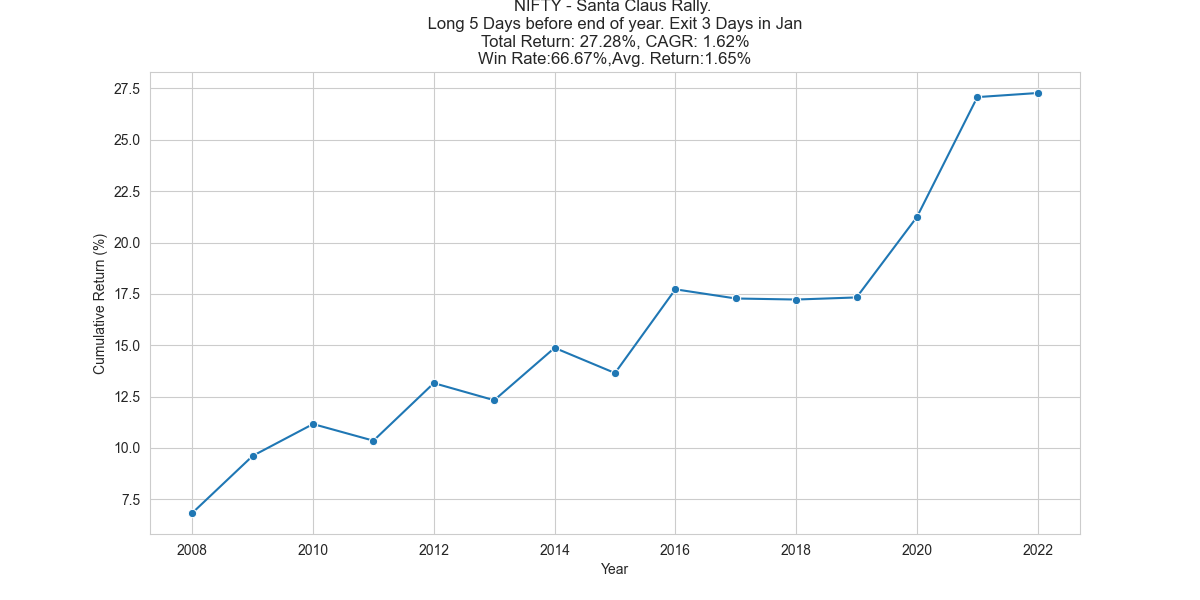 NIFTY - Santa Claus Rally.
Long 5 Days before end of year. Exit 3 Days in Jan
Total Return: 27.28%, CAGR: 1.62%
Win Rate:66.67%,Avg. Return:1.65%
27.5
25.0
22.5
20.0
17.5
15.0
12.5
10.0
7.5
Cumulative Return (%)
2008 2010 2012 2014 2016 2018 2020 2022
Year